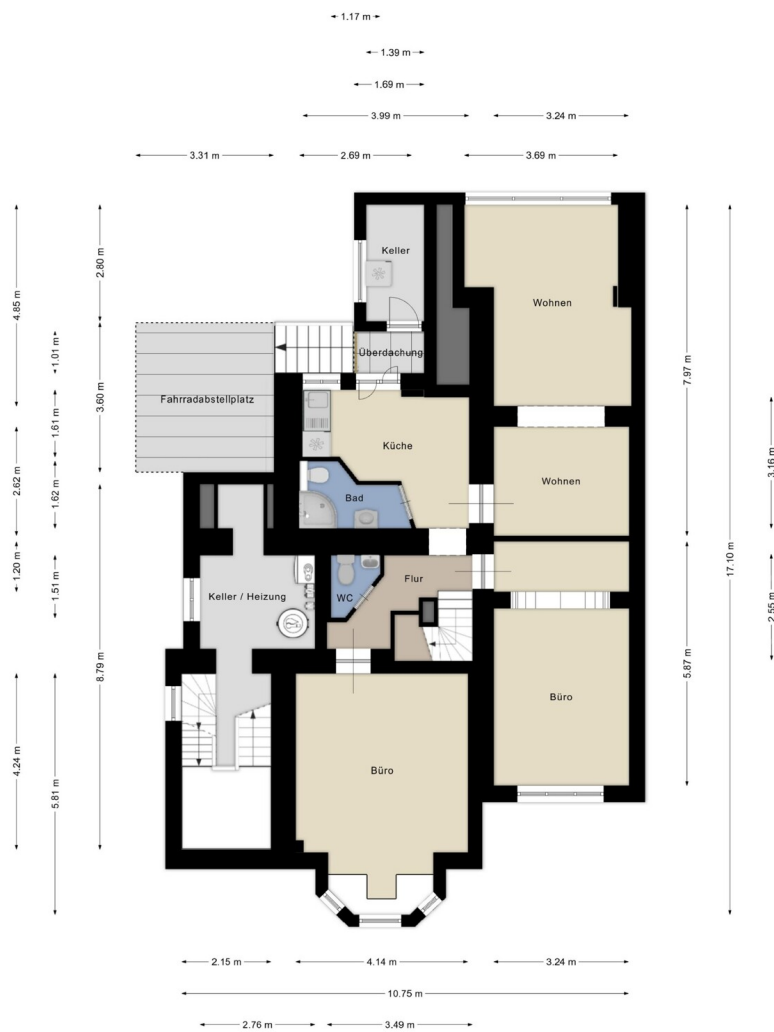 1.17 m
1.39 m
1.69 m
3.99 m
3.24 m
3.31 m
2.69 m
3.69 m
4.85 m
2.80 m
Keller
Wohnen
7.97 m
17.10 m
1.01 m
Überdachung
3.60 m
Fahrradabstellplatz
1.61 m
Küche
3.16 m
2.62 m
1.62 m
Bad
Wohnen
1.20 m
1.51 m
Keller / Heizung
WC
Flur
2.55 m
8.79 m
5.87 m
Büro
4.24 m
5.81 m
Büro
2.15 m
4.14 m
3.24 m
10.75 m
2.76 m
3.49 m